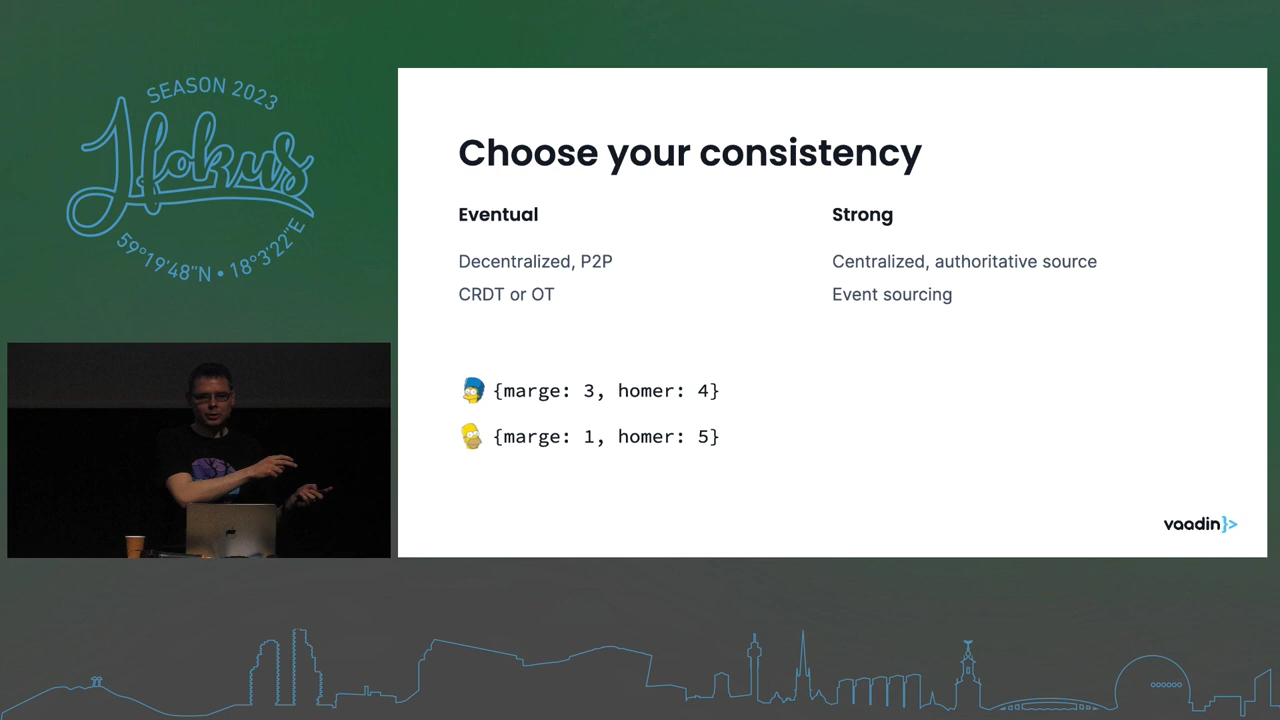 SEASON 2023
Hokus
59°19'48"N • 18°3'22"E
Choose your consistency
Eventual
Strong
Decentralized, P2P
Centralized, authoritative source
CRDT or OT
Event sourcing
{marge: 3, homer: 4}
{marge: 1, homer: 5}
vaadin}>